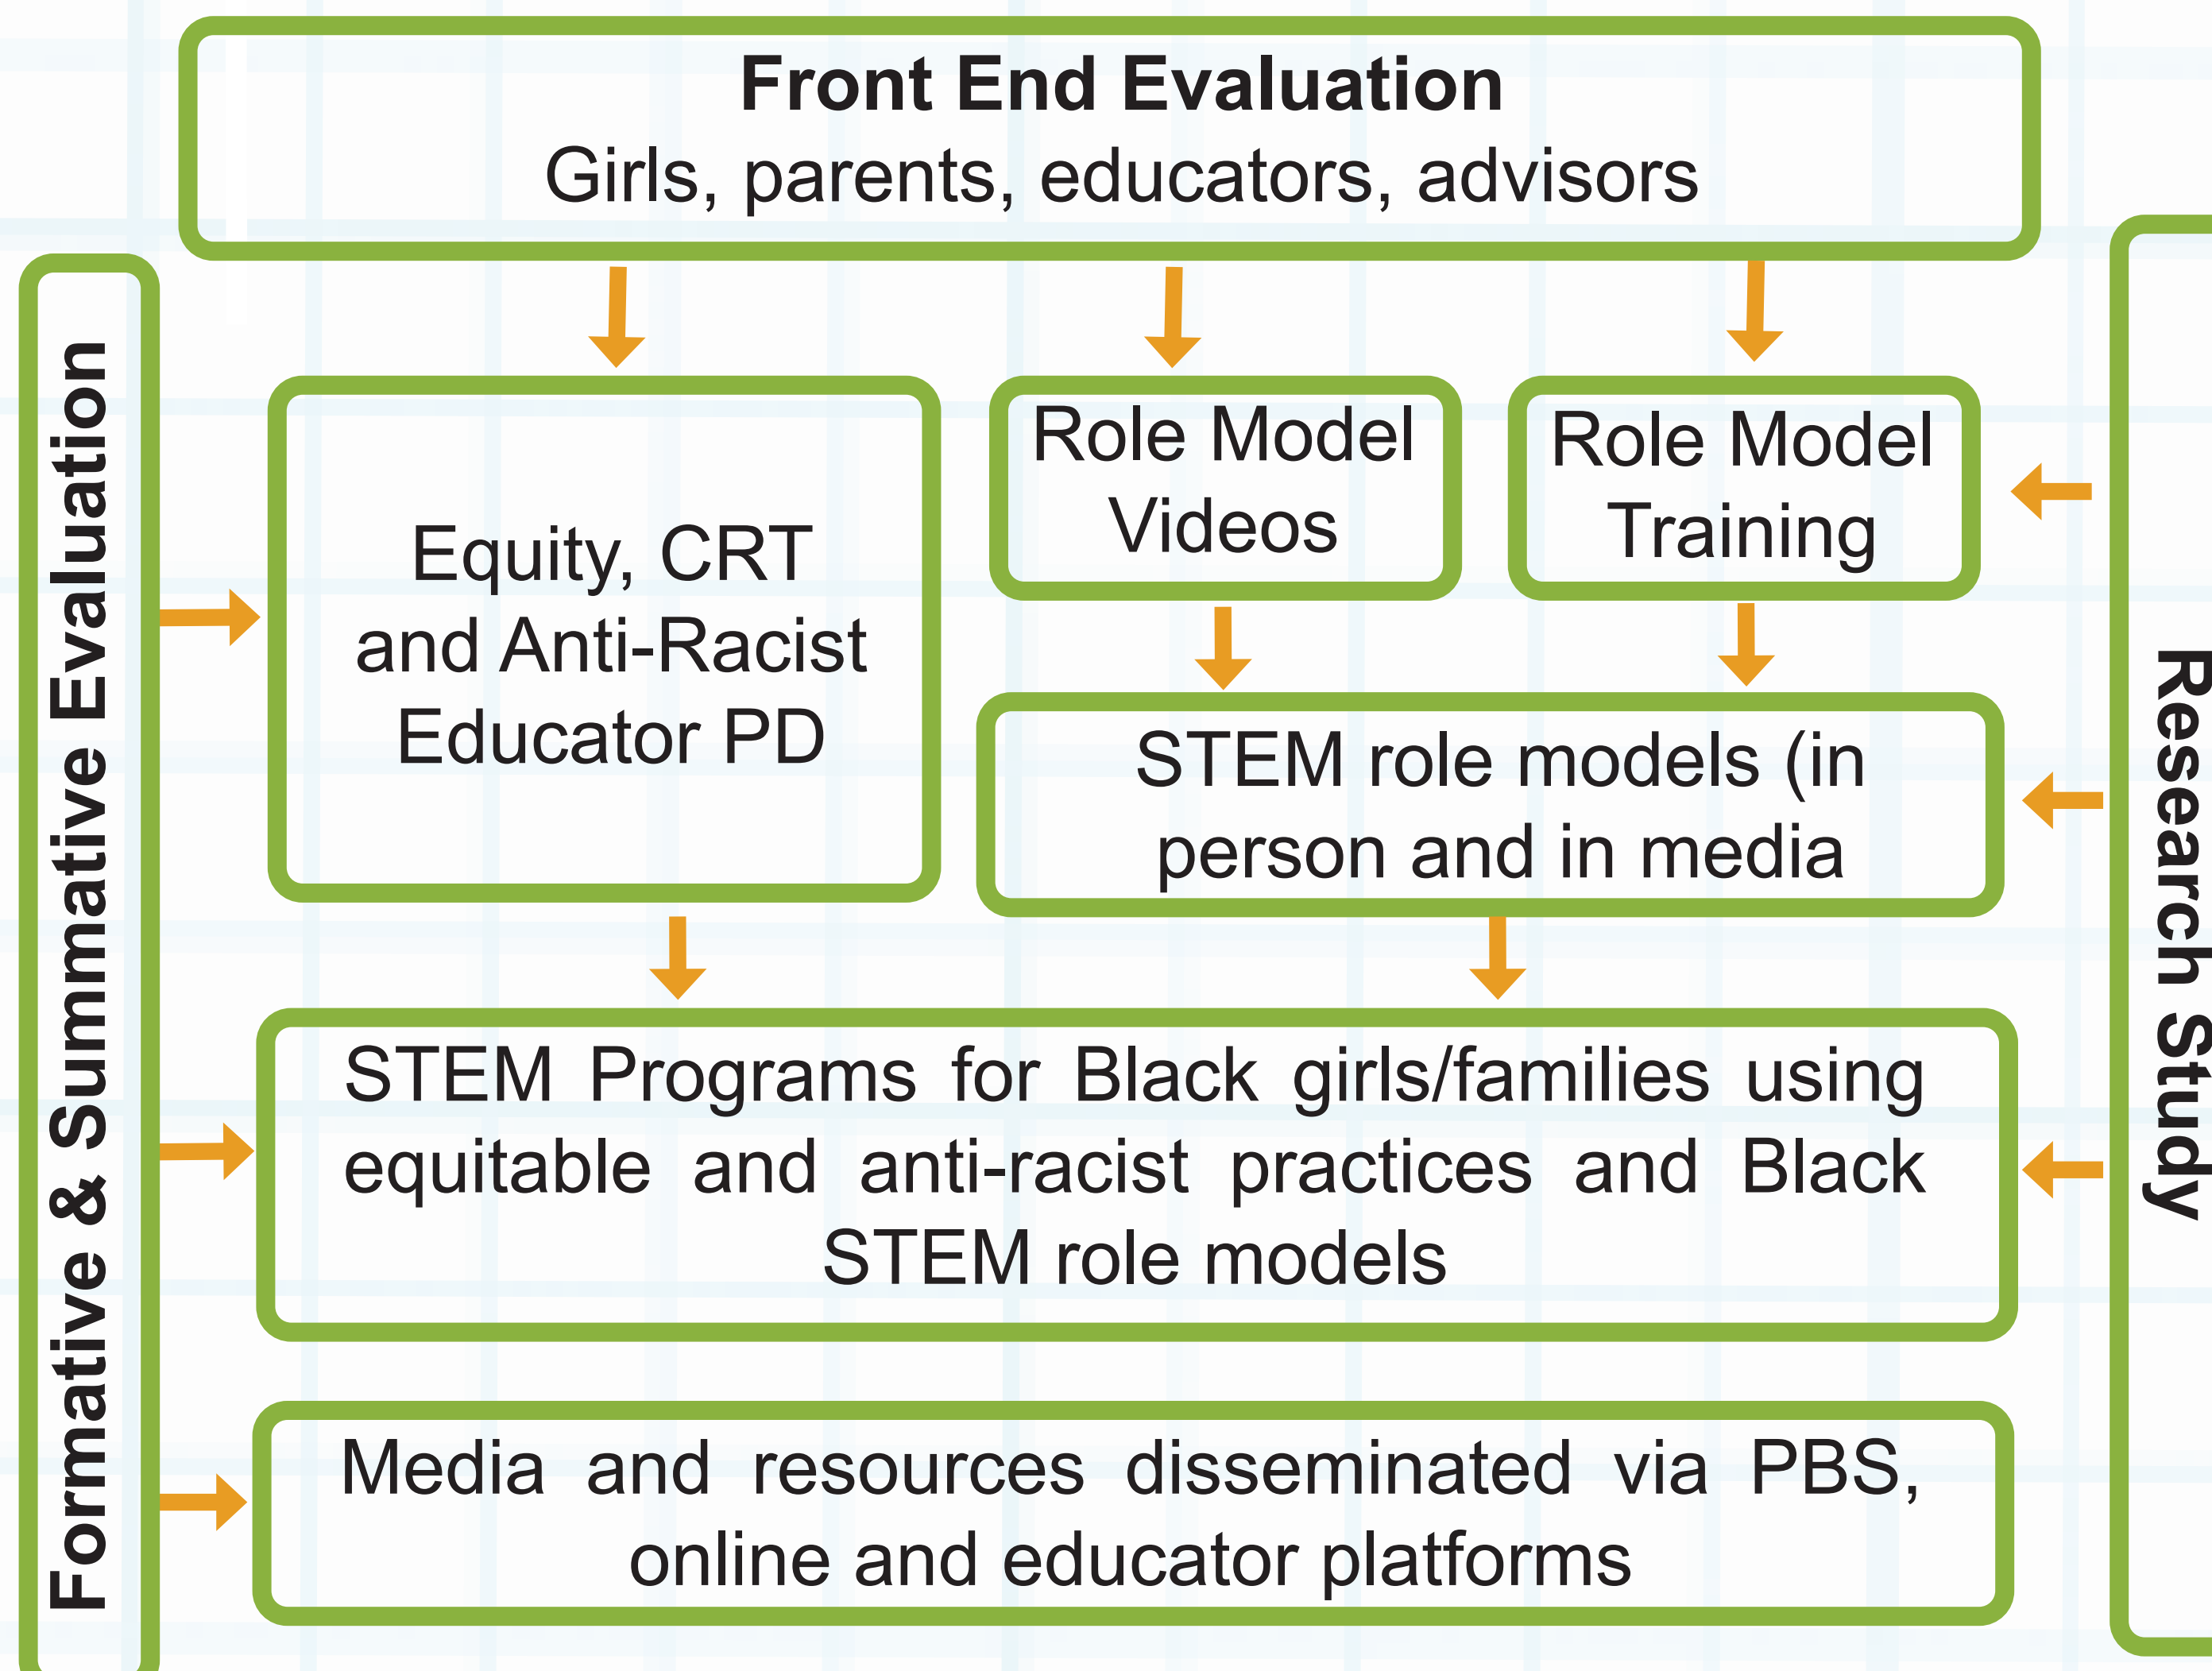 Front End Evaluation
Girls, parents, educators, advisors
Formative & Summative Evaluation
Equity, CRT
and Anti-Racist
Educator PD
Role Model
Videos
Role Model
Training
STEM role models (in
person and in media
STEM Programs for Black girls/families using
equitable and anti-racist practices and Black
STEM role models
Media and resources disseminated via PBS,
online and educator platforms
Research Study